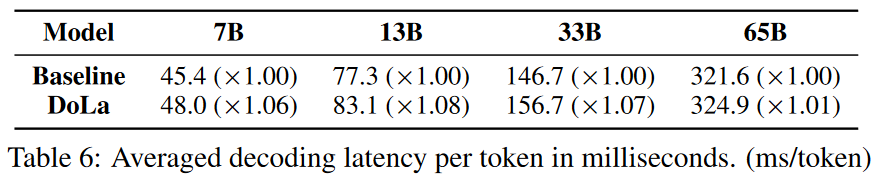 Model 7B 13B 33B 65B
Baseline 45.4 (×1.00) 77.3 (×1.00) 146.7 (×1.00) 321.6 (×1.00)
DoLa 48.0 (×1.06) 83.1 (×1.08) 156.7 (×1.07) 324.9 (×1.01)
Table 6: Averaged decoding latency per token in milliseconds. (ms/token)